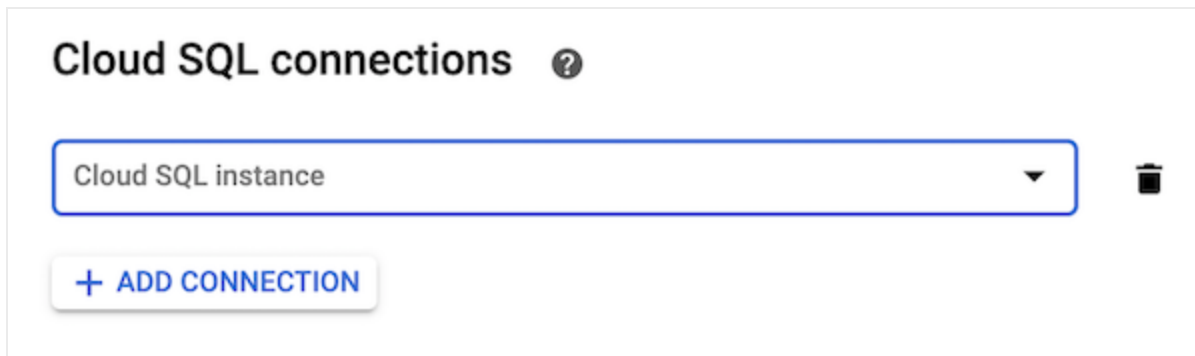 Cloud SQL connections
Cloud SQL instance
+ ADD CONNECTION